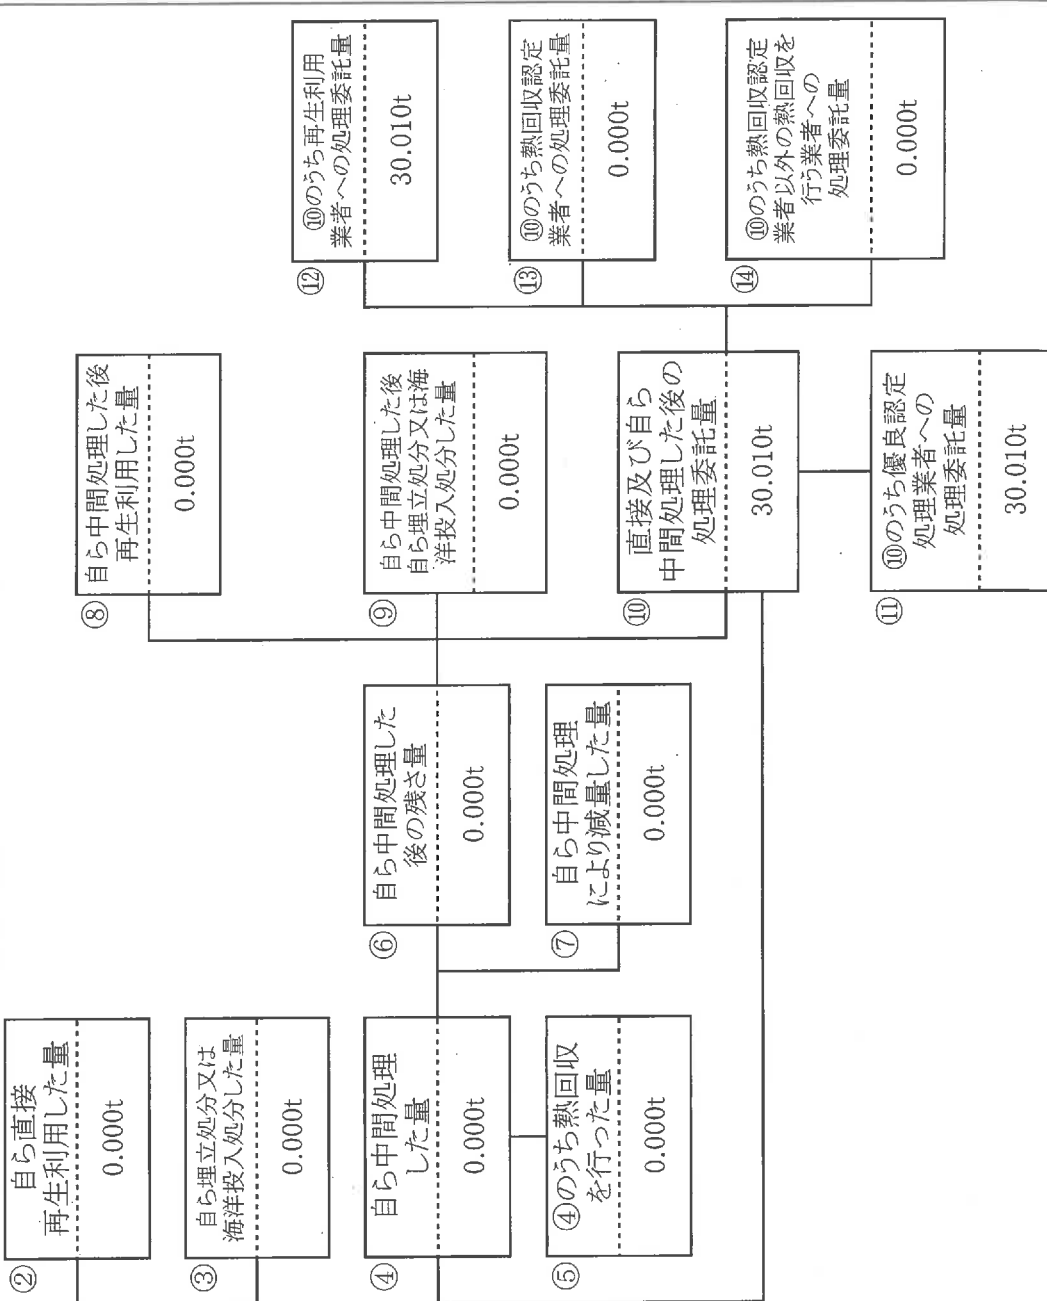 ②
自ら直接
再生利用した量
0.000t
③
自ら埋立処分又は
海洋投入処分した量
0.000t
④
自ら中間処理
した量
0.000t
⑤
④のうち熱回収
を行った量
0.000t
⑥
自ら中間処理した
後の残さ量
0.000t
⑦
自ら中間処理
により減量した量
0.000t
⑧
自ら中間処理した後
再生利用した量
0.000t
⑨
自ら中間処理した後
自ら埋立処分又は海
洋投入処分した量
0.000t
⑩
直接及び自ら
中間処理した後の
処理委託量
30.010t
⑪
⑩のうち優良認定
処理業者への
処理委託量
30.010t
⑫
⑩のうち再生利用
業者への処理委託量
30.010t
⑬
⑩のうち熱回収認定
業者への処理委託量
0.000t
⑭
⑩のうち熱回収認定
業者以外の熱回収を
行う業者への
処理委託量
0.000t